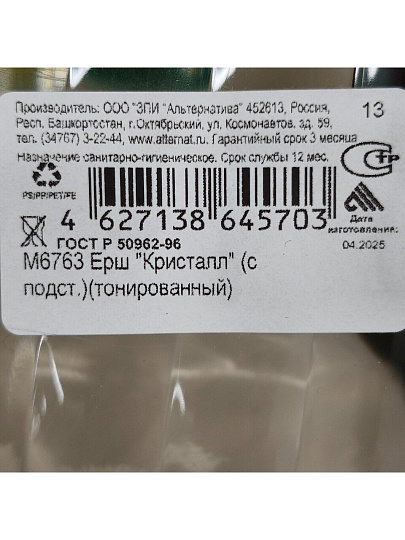 Производитель: ООО "ЗПИ "Альтернатива" 452613, Россия, 13
Респ. Башкортостан, г.Октябрьский, ул. Космонавтов, зд. 59,
тел. (34767) 3-22-44, www.alternat.ru. Гарантийный срок 3 месяца
Назначение санитарно-гигиеническое. Срок службы 12 мес.
PS/PP/PET/FE
4 627138 645703
Дата
изготовления:
04.2025
ГОСТ Р 50962-96
М6763 Ерш "Кристалл" (с
подст.)(тонированный)